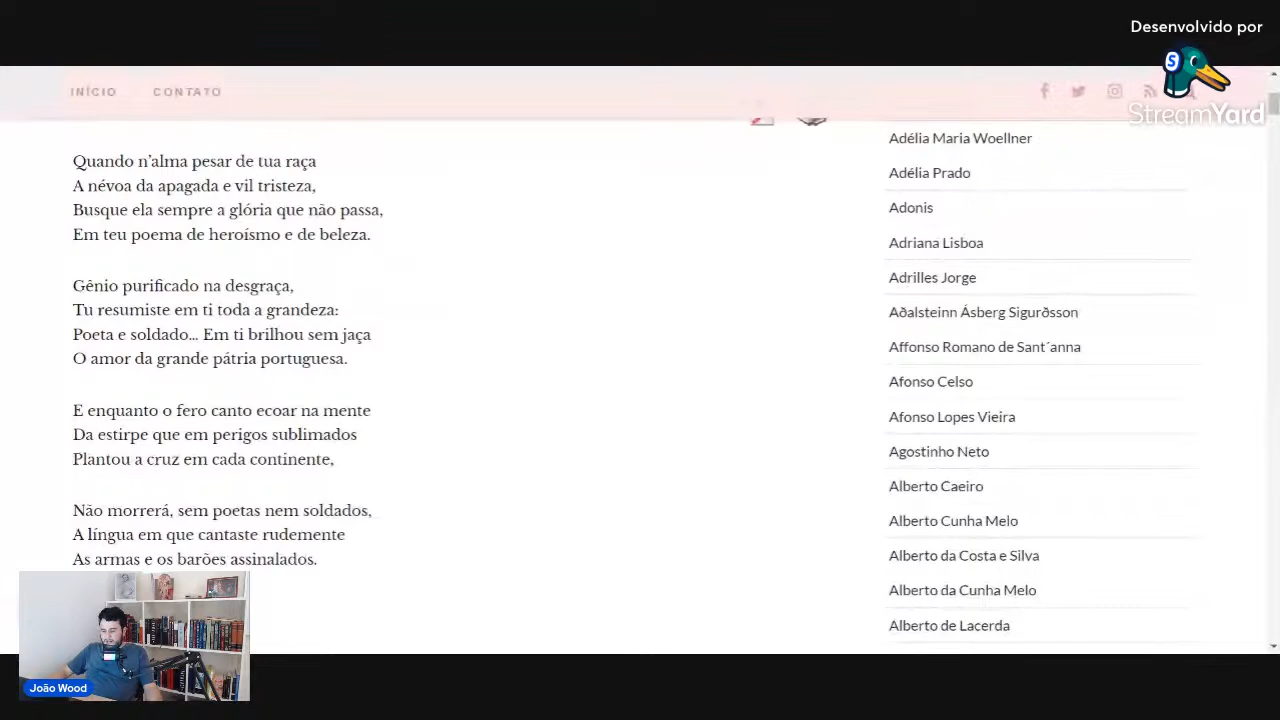 Desenvolvido por
StreamYard
INÍCIO
CONTATO
Quando n’alma pesar de tua raça
A névoa da apagada e vil tristeza,
Busque ela sempre a glória que não passa,
Em teu poema de heroísmo e de beleza.
Gênio purificado na desgraça,
Tu resumiste em ti toda a grandeza:
Poeta e soldado… Em ti brilhou sem jaça
O amor da grande pátria portuguesa.
E enquanto o fero canto ecoar na mente
Da estirpe que em perigos sublimados
Plantou a cruz em cada continente,
Não morrerá, sem poetas nem soldados,
A língua em que cantaste rudemente
As armas e os barões assinalados.
Adélia Maria Woellner
Adélia Prado
Adonis
Adriana Lisboa
Adrilles Jorge
Aðalsteinn Ásberg Sigurðsson
Affonso Romano de Sant´anna
Afonso Celso
Afonso Lopes Vieira
Agostinho Neto
Alberto Caeiro
Alberto Cunha Melo
Alberto da Costa e Silva
Alberto da Cunha Melo
Alberto de Lacerda
João Wood